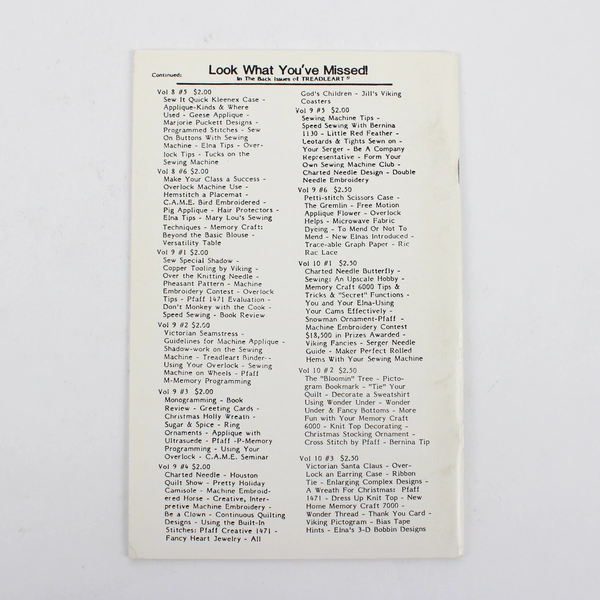 Continued:
Look What You've Missed!
In The Back Issues of TREADLEART ®
Vol 8 #5 $2.00
Sew It Quick Kleenex Case -
Applique-Kinds & Where
Used - Geese Applique -
Marjorie Puckett Designs -
Programmed Stitches - Sew
On Buttons With Sewing
Machine - Elna Tips - Over-
lock Tips - Tucks on the
Sewing Machine
Vol 8 #6 $2.00
Make Your Class a Success -
Overlock Machine Use -
Hemstitch a Placemat -
C.A.M.E. Bird Embroidered -
Pig Applique - Hair Protectors -
Elna Tips - Mary Lou's Sewing
Techniques - Memory Craft:
Beyond the Basic Blouse -
Versatility Table
Vol 9 #1 $2.00
Sew Special Shadow -
Copper Tooling by Viking -
Over the Knitting Needle -
Pheasant Pattern - Machine
Embroidery Contest - Overlock
Tips - Pfaff 1471 Evaluation -
Don't Monkey with the Cook -
Speed Sewing - Book Review
Vol 9 #2 $2.00
Victorian Seamstress -
Guidelines for Machine Applique -
Shadow-work on the Sewing
Machine - Treadleart Binder--
Using Your Overlock - Sewing
Machine on Wheels - Pfaff
M-Memory Programming
Vol 9 #3 $2.00
Monogramming - Book
Review - Greeting Cards -
Christmas Holly Wreath -
Sugar & Spice - Ring
Ornaments - Applique with
Ultrasuede - Pfaff -P-Memory
Programming - Using Your
Overlock - C.A.M.E. Seminar
Vol 9 #4 $2.00
Charted Needle - Houston
Quilt Show - Pretty Holiday
Camisole - Machine Embroid-
ered Horse - Creative, Inter-
pretive Machine Embroidery -
Be a Clown - Continuous Quilting
Designs - Using the Built-In
Stitches: Pfaff Creative 1471 -
Fancy Heart Jewelry - All
God's Children - Jill's Viking
Coasters
Vol 9 #5 $2.00
Sewing Machine Tips -
Speed Sewing With Bernina
1130 - Little Red Feather -
Leotards & Tights Sewn on -
Your Serger - Be A Company
Representative - Form Your
Own Sewing Machine Club -
Charted Needle Design - Double
Needle Embroidery
Vol 9 #6 $2.50
Petti-stitch Scissors Case -
The Gremlin - Free Motion
Applique Flower - Overlock
Helps - Microwave Fabric
Dyeing - To Mend Or Not To
Mend - New Elnas Introduced -
Trace-able Graph Paper - Ric
Rac Lace
Vol 10 #1 $2.50
Charted Needle Butterfly -
Sewing: An Upscale Hobby -
Memory Craft 6000 Tips &
Tricks & "Secret" Functions -
You and Your Elna-Using
Your Cams Effectively -
Snowman Ornament-Pfaff -
Machine Embroidery Contest
$18,500 in Prizes Awarded -
Viking Fancies - Serger Needle
Guide - Maker Perfect Rolled
Hems With Your Sewing Machine
Vol 10 #2 $2.50
The "Bloomin" Tree - Picto-
gram Bookmark - "Tie" Your
Quilt - Decorate a Sweatshirt
Using Wonder Under - Wonder
Under & Fancy Bottoms - More
Fun with Your Memory Craft
6000 - Knit Top Decorating -
Christmas Stocking Ornament -
Cross Stitch by Pfaff - Bernina Tip
Vol 10 #3 $2.50
Victorian Santa Claus - Over-
Lock an Earring Case - Ribbon
Tie - Enlarging Complex Designs -
A Wreath For Christmas: Pfaff
1471 - Dress Up Knit Top - New
Home Memory Craft 7000 -
Wonder Thread - Thank You Card -
Viking Pictogram - Bias Tape
Hints - Elna's 3-D Bobbin Designs